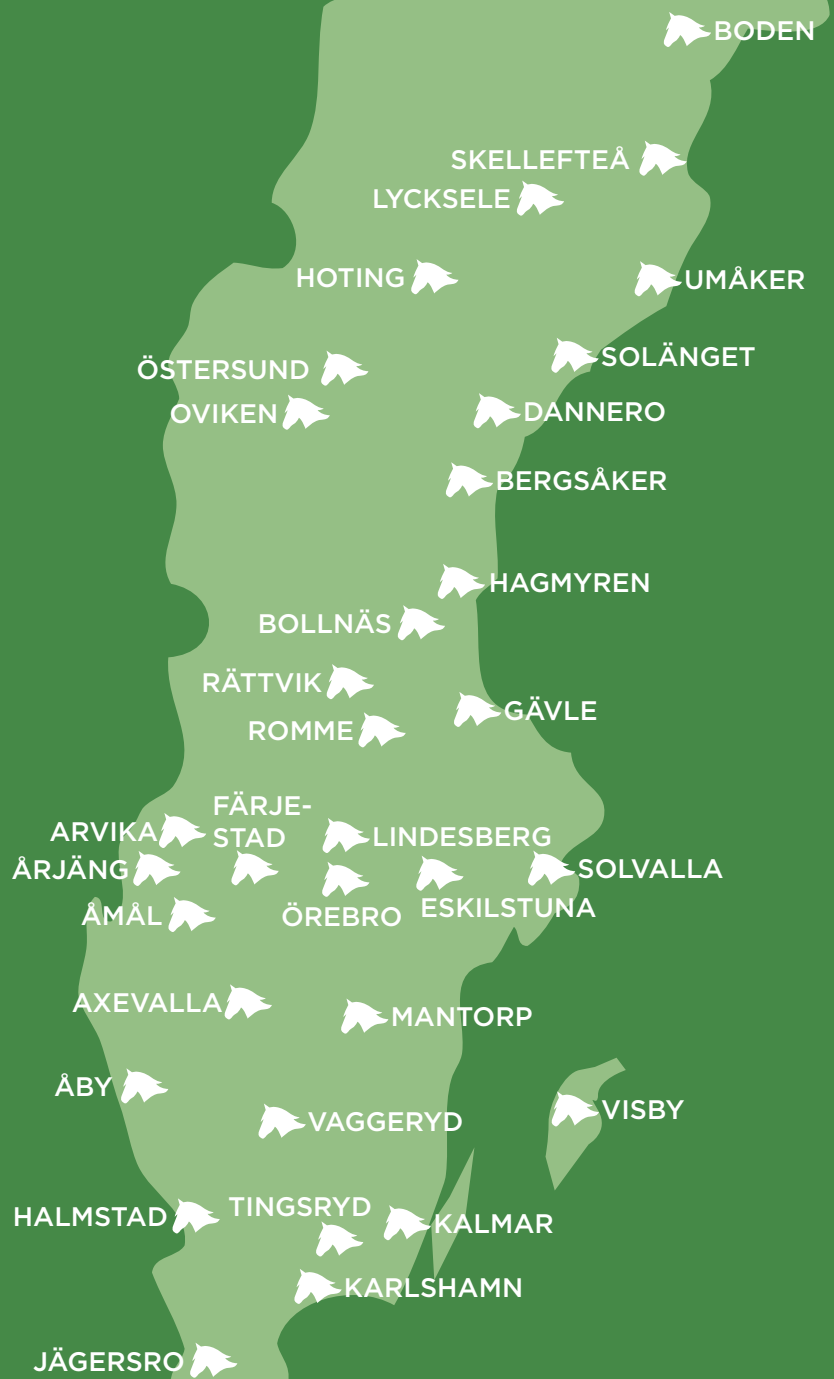 BODEN
SKELLEFTEÅ
LYCKSELE
HOTING
UMÅKER
SOLÄNGET
ÖSTERSUND
OVIKEN
DANNERO
BERGSÅKER
HAGMYREN
BOLLNÄS
RÄTTVIK
GÄVLE
ROMME
FÄRJE-
STAD
ARVIKA
LINDESBERG
ÅRJÄNG
SOLVALLA
ESKILSTUNA
ÅMÅL
ÖREBRO
AXEVALLA
MANTORP
ÅBY
VISBY
VAGGERYD
TINGSRYD
HALMSTAD
KALMAR
KARLSHAMN
JÄGERSRO